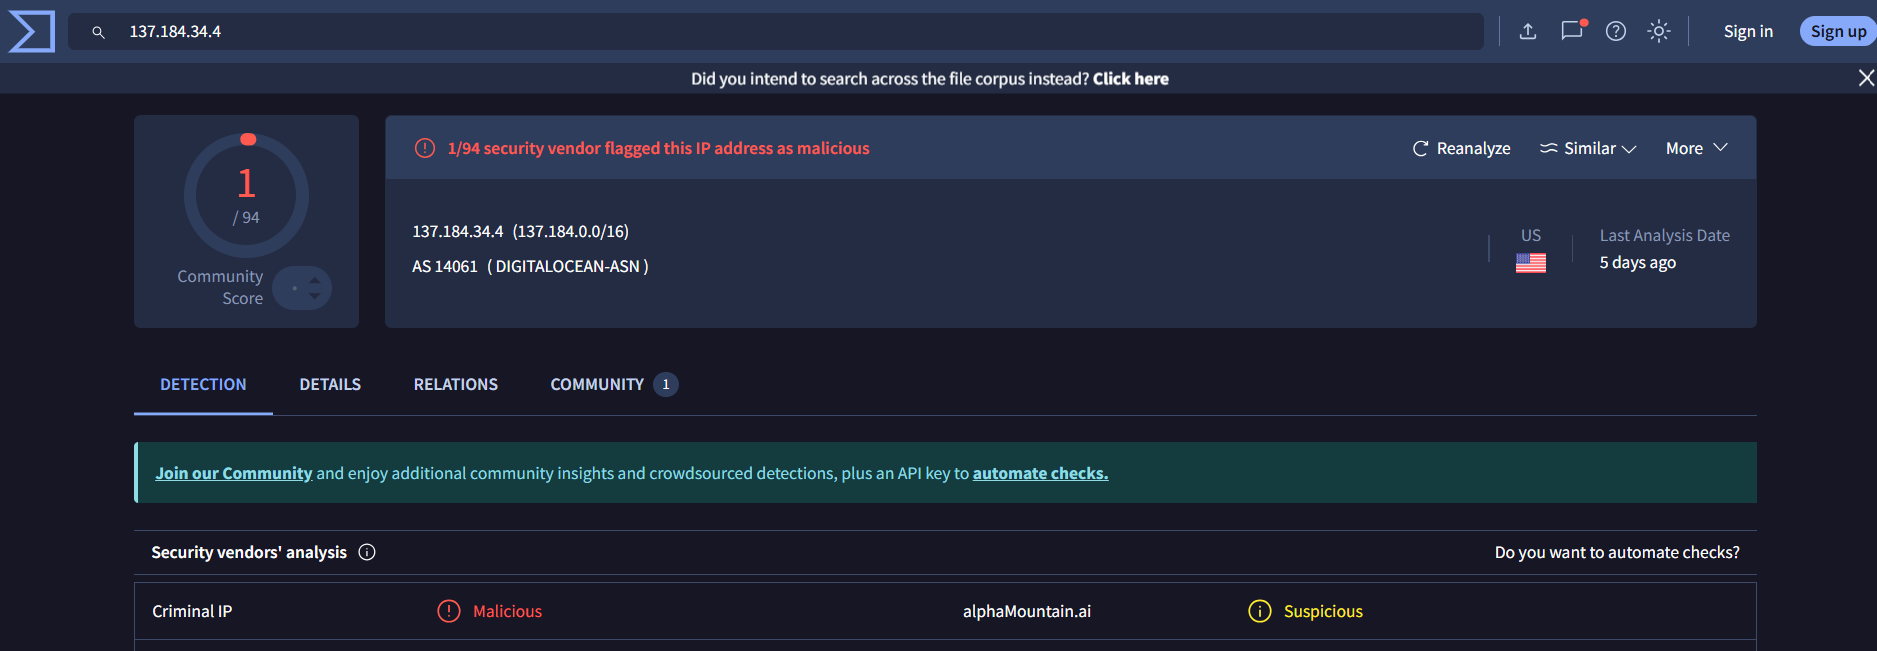 137.184.34.4
?
Sign in
Sign up
Did you intend to search across the file corpus instead? Click here
1
/ 94
Community
Score
1/94 security vendor flagged this IP address as malicious
Reanalyze
Similar
More
137.184.34.4 (137.184.0.0/16)
AS 14061 ( DIGITALOCEAN-ASN )
US
Last Analysis Date
5 days ago
DETECTION
DETAILS
RELATIONS
COMMUNITY 1
Join our Community and enjoy additional community insights and crowdsourced detections, plus an API key to automate checks.
Security vendors' analysis
Do you want to automate checks?
Criminal IP
Malicious
alphaMountain.ai
Suspicious